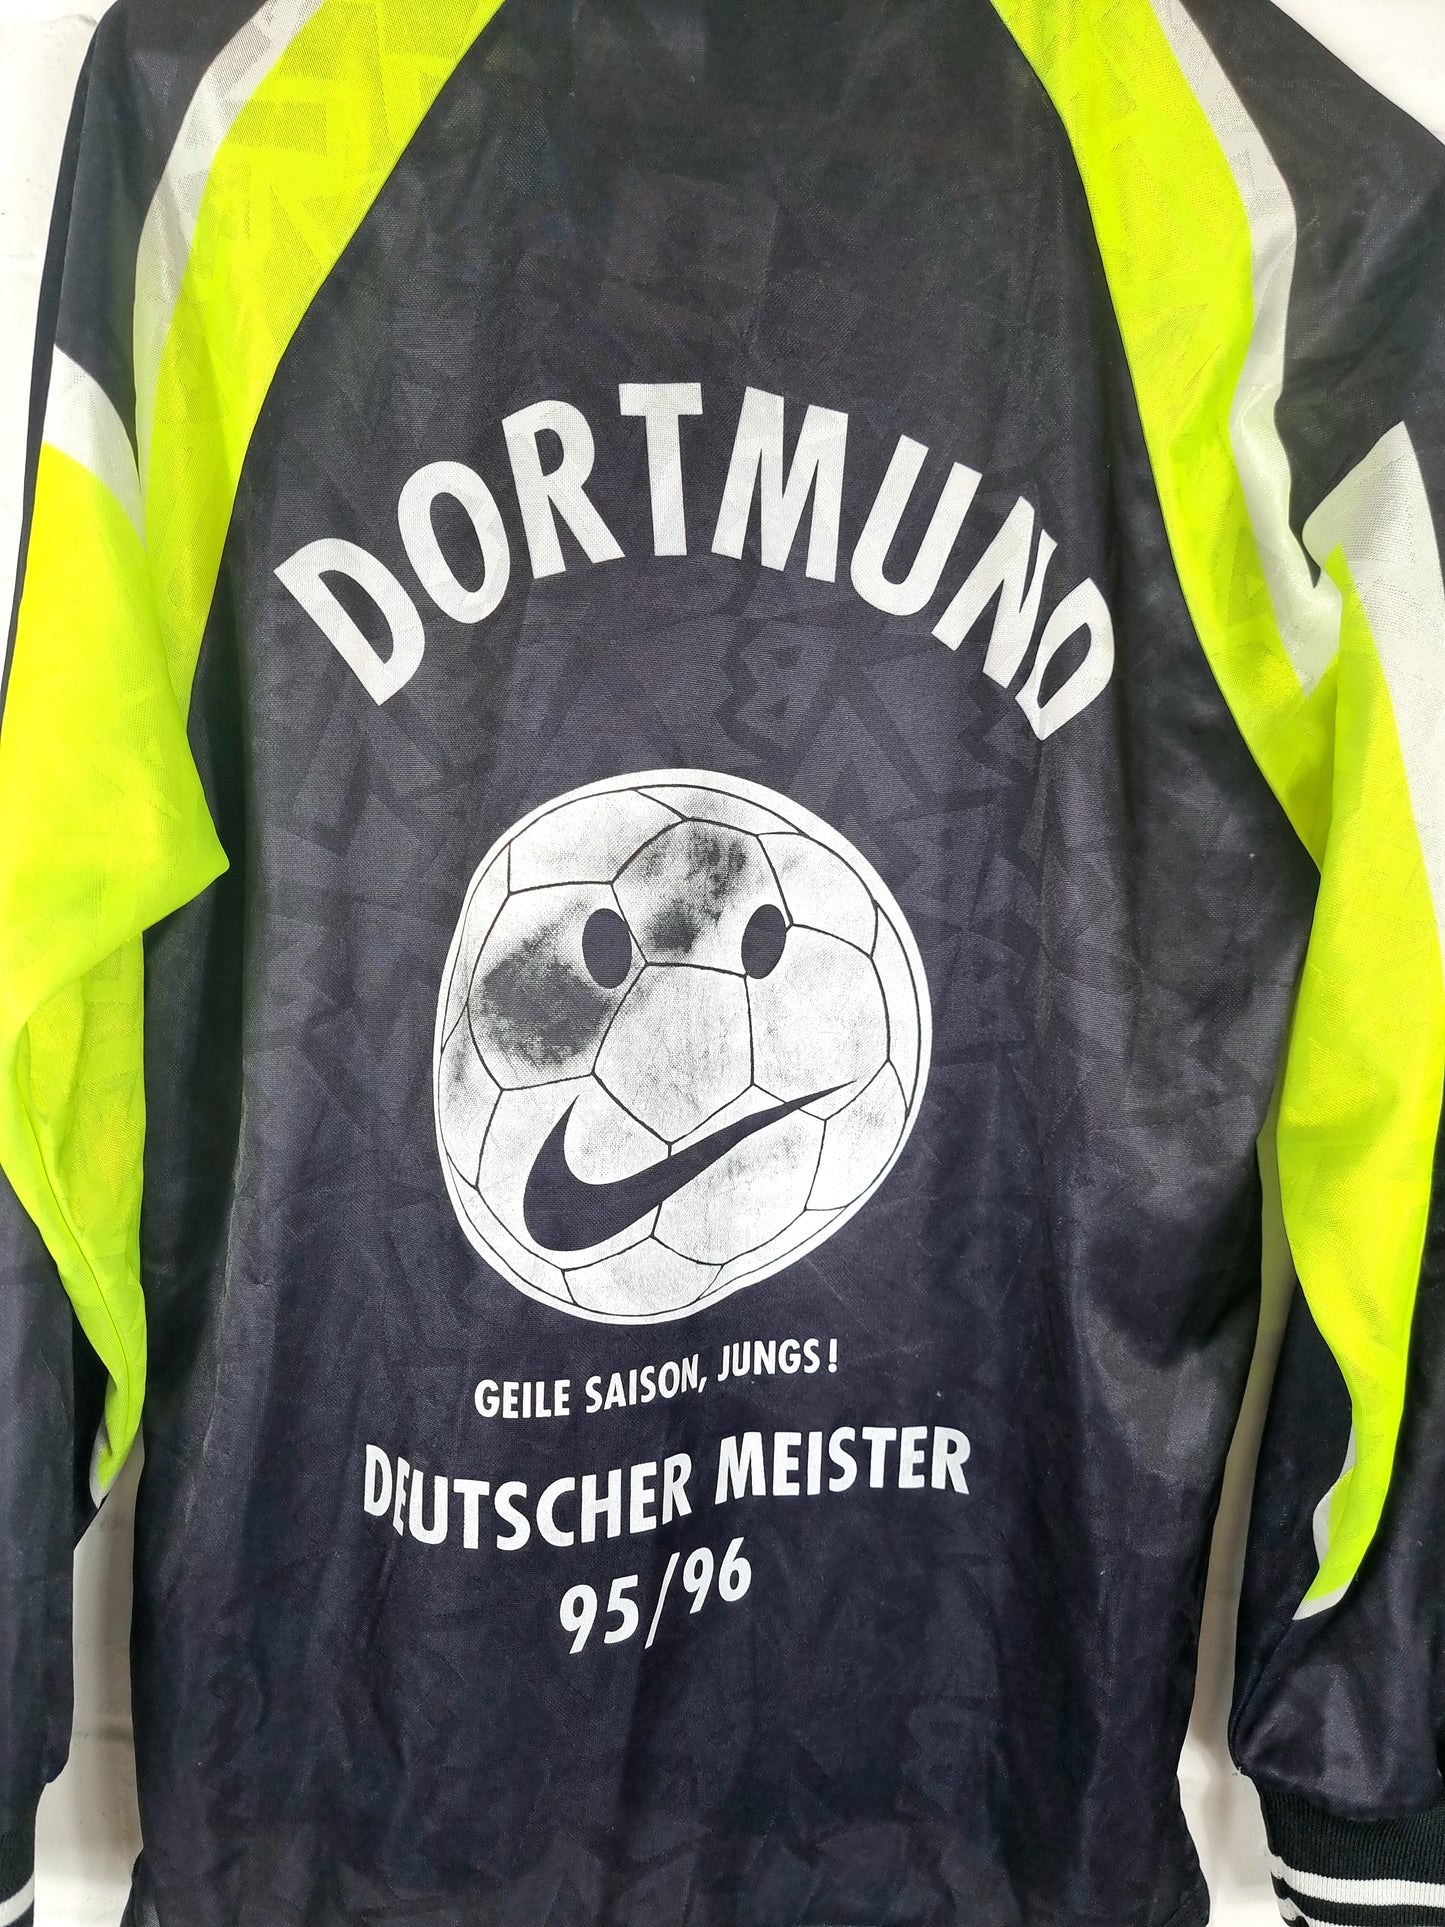 DORTMUND
GEILE SAISON, JUNGS!
DEUTSCHER MEISTER
95/96